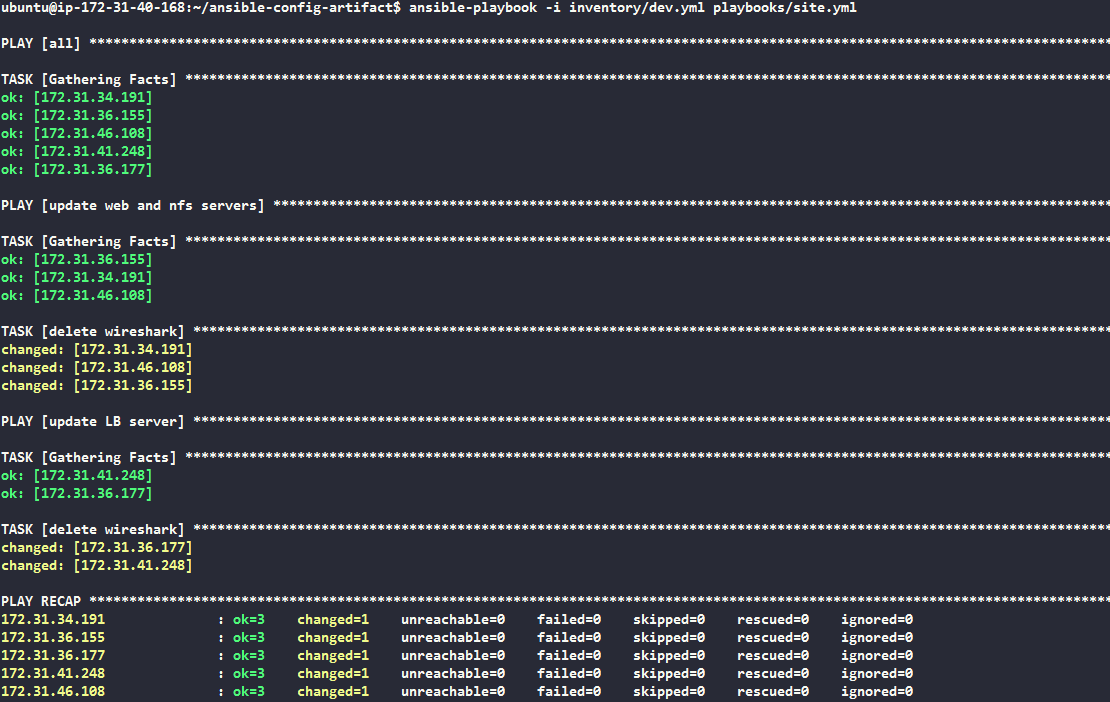 ubuntu@ip-172-31-40-168:~/ansible-config-artifact$ ansible-playbook -i inventory/dev.yml playbooks/site.yml
PLAY [all] ********************************************************************************************************************************
TASK [Gathering Facts] ********************************************************************************************************************
ok: [172.31.34.191]
ok: [172.31.36.155]
ok: [172.31.46.108]
ok: [172.31.41.248]
ok: [172.31.36.177]
PLAY [update web and nfs servers] *********************************************************************************************************
TASK [Gathering Facts] ********************************************************************************************************************
ok: [172.31.36.155]
ok: [172.31.34.191]
ok: [172.31.46.108]
TASK [delete wireshark] *******************************************************************************************************************
changed: [172.31.34.191]
changed: [172.31.46.108]
changed: [172.31.36.155]
PLAY [update LB server] *******************************************************************************************************************
TASK [Gathering Facts] ********************************************************************************************************************
ok: [172.31.41.248]
ok: [172.31.36.177]
TASK [delete wireshark] *******************************************************************************************************************
changed: [172.31.36.177]
changed: [172.31.41.248]
PLAY RECAP ********************************************************************************************************************************
172.31.34.191 : ok=3 changed=1 unreachable=0 failed=0 skipped=0 rescued=0 ignored=0
172.31.36.155 : ok=3 changed=1 unreachable=0 failed=0 skipped=0 rescued=0 ignored=0
172.31.36.177 : ok=3 changed=1 unreachable=0 failed=0 skipped=0 rescued=0 ignored=0
172.31.41.248 : ok=3 changed=1 unreachable=0 failed=0 skipped=0 rescued=0 ignored=0
172.31.46.108 : ok=3 changed=1 unreachable=0 failed=0 skipped=0 rescued=0 ignored=0